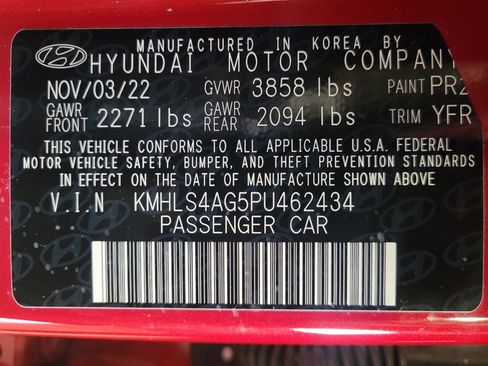 MANUFACTURED IN KOREA BY
HYUNDAI MOTOR COMPANY
NOV/03/22 GVWR 3858 lbs PAINT PR2
GAWR FRONT 2271 lbs GAWR REAR 2094 lbs TRIM YFR
THIS VEHICLE CONFORMS TO ALL APPLICABLE U.S.A. FEDERAL
MOTOR VEHICLE SAFETY, BUMPER, AND THEFT PREVENTION STANDARDS
IN EFFECT ON THE DATE OF MANUFACTURE SHOWN ABOVE.
V.I.N KMHLS4AG5PU462434
PASSENGER CAR